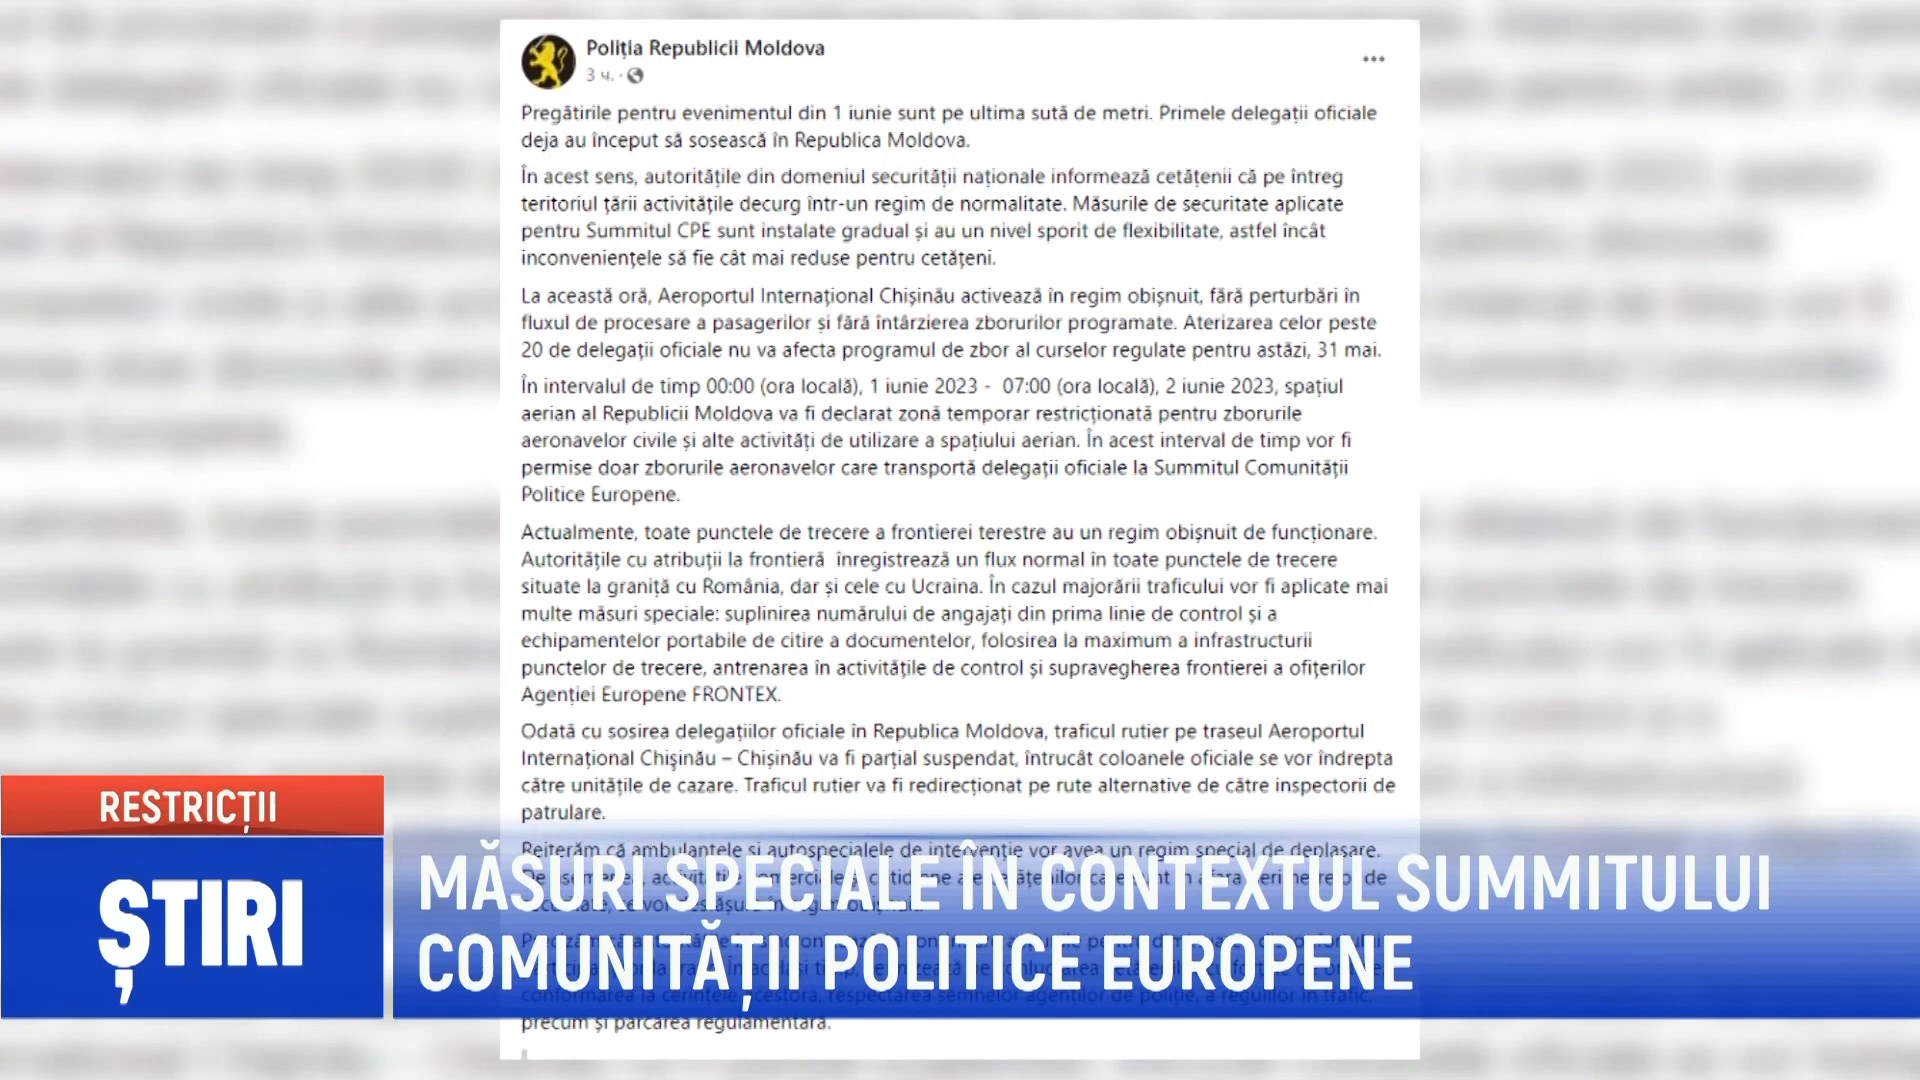 Poliția Republicii Moldova
3 ч. ·
Pregătirile pentru evenimentul din 1 iunie sunt pe ultima sută de metri. Primele delegații oficiale
deja au început să sosească în Republica Moldova.
În acest sens, autoritățile din domeniul securității naționale informează cetățenii că pe întreg
teritoriul țării activitățile decurg într-un regim de normalitate. Măsurile de securitate aplicate
pentru Summitul CPE sunt instalate gradual și au un nivel sporit de flexibilitate, astfel încât
inconveniențele să fie cât mai reduse pentru cetățeni.
La această oră, Aeroportul Internațional Chișinău activează în regim obișnuit, fără perturbări în
fluxul de procesare a pasagerilor și fără întârzierea zborurilor programate. Aterizarea celor peste
20 de delegații oficiale nu va afecta programul de zbor al curselor regulate pentru astăzi, 31 mai.
În intervalul de timp 00:00 (ora locală), 1 iunie 2023 - 07:00 (ora locală), 2 iunie 2023, spațiul
aerian al Republicii Moldova va fi declarat zonă temporar restricționată pentru zborurile
aeronavelor civile și alte activități de utilizare a spațiului aerian. În acest interval de timp vor fi
permise doar zborurile aeronavelor care transportă delegații oficiale la Summitul Comunității
Politice Europene.
Actualmente, toate punctele de trecere a frontierei terestre au un regim obișnuit de funcționare.
Autoritățile cu atribuții la frontieră înregistrează un flux normal în toate punctele de trecere
situate la graniță cu România, dar și cele cu Ucraina. În cazul majorării traficului vor fi aplicate mai
multe măsuri speciale: suplinirea numărului de angajați din prima linie de control și a
echipamentelor portabile de citire a documentelor, folosirea la maximum a infrastructurii
punctelor de trecere, antrenarea în activitățile de control și supravegherea frontierei a ofițerilor
Agenției Europene FRONTEX.
Odată cu sosirea delegațiilor oficiale în Republica Moldova, traficul rutier pe traseul Aeroportul
Internațional Chișinău – Chișinău va fi parțial suspendat, întrucât coloanele oficiale se vor îndrepta
către unitățile de cazare. Traficul rutier va fi redirecționat pe rute alternative de către inspectorii de
patrulare.
Reiterăm că ambulanțele și autospecialele de intervenție vor avea un regim special de deplasare.
conformarea la cerințele acestora, respectarea semnelor agenților de poliție, a regulilor în trafic,
precum și parcarea regulamentară.
RESTRICȚII
ȘTIRI
MĂSURI SPECIALE ÎN CONTEXTUL SUMMITULUI
COMUNITĂȚII POLITICE EUROPENE